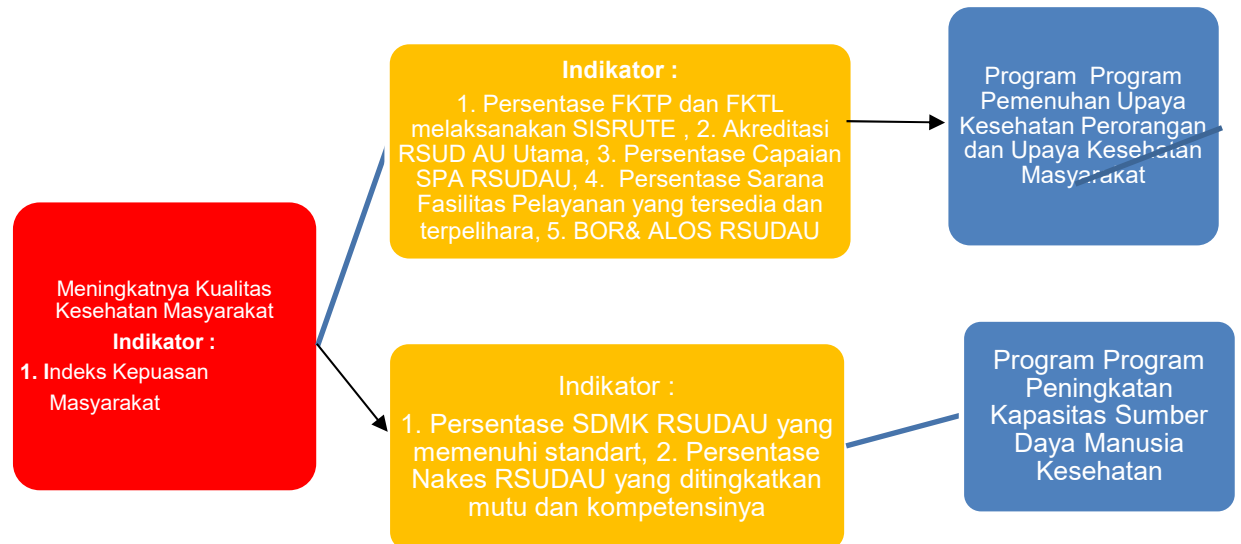 Meningkatnya Kualitas
Kesehatan Masyarakat
Indikator :
1. Indeks Kepuasan
Masyarakat
Indikator :
1. Persentase FKTP dan FKTL
melaksanakan SISRUTE , 2. Akreditasi
RSUD AU Utama, 3. Persentase Capaian
SPA RSUDAU, 4. Persentase Sarana
Fasilitas Pelayanan yang tersedia dan
terpelihara, 5. BOR& ALOS RSUDAU
Program Program
Pemenuhan Upaya
Kesehatan Perorangan
dan Upaya Kesehatan
Masyarakat
Indikator :
1. Persentase SDMK RSUDAU yang
memenuhi standart, 2. Persentase
Nakes RSUDAU yang ditingkatkan
mutu dan kompetensinya
Program Program
Peningkatan
Kapasitas Sumber
Daya Manusia
Kesehatan